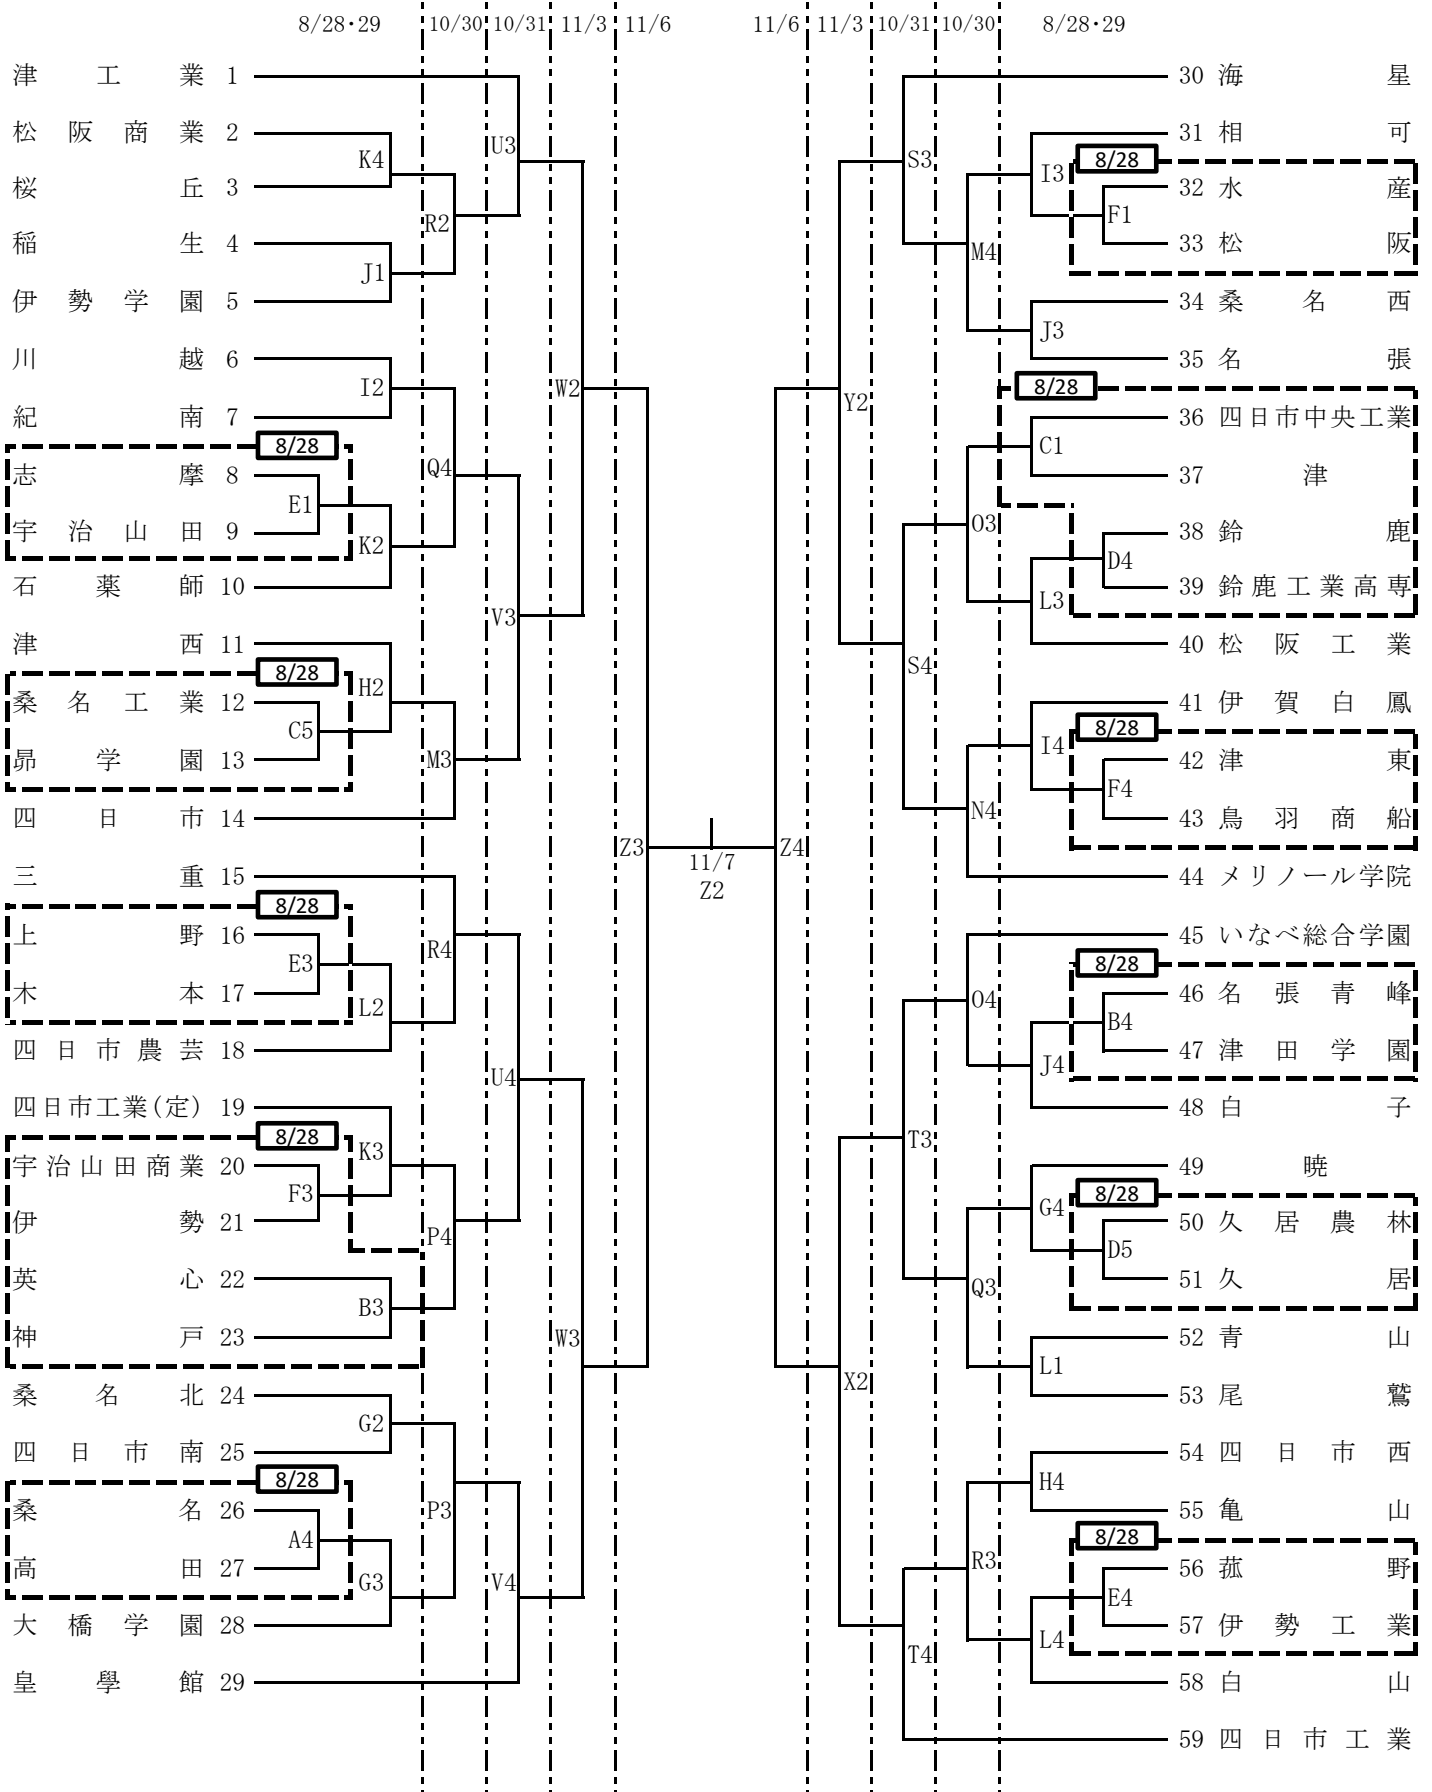 8/28・29 10/30 10/31 11/3 11/6 11/6 11/3 10/31 10/30 8/28・29
津工業 1
松阪商業 2
K4
桜丘 3
U3
R2
稲生 4
J1
伊勢学園 5
川越 6
I2
紀南 7
W2
8/28
志摩 8
Q4
E1
宇治山田 9
K2
石薬師 10
V3
津西 11
8/28
H2
桑名工業 12
C5
昴学園 13
M3
四日市 14
Z3
三重 15
8/28
上野 16
R4
E3
木本 17
L2
四日市農芸 18
U4
四日市工業(定) 19
8/28
K3
宇治山田商業 20
F3
伊勢 21
P4
英心 22
B3
神戸 23
W3
桑名北 24
G2
四日市南 25
8/28
桑名 26
P3
A4
高田 27
G3
V4
大橋学園 28
皇學館 29
11/7
Z2
30 海星
31 相可
S3
8/28
I3
32 水産
F1
33 松阪
M4
34 桑名西
J3
35 名張
8/28
Y2
36 四日市中央工業
C1
37 津
O3
38 鈴鹿
D4
39 鈴鹿工業高専
L3
40 松阪工業
S4
41 伊賀白鳳
8/28
I4
42 津東
F4
43 鳥羽商船
N4
Z4
44 メリノール学院
45 いなべ総合学園
8/28
46 名張青峰
O4
B4
47 津田学園
J4
48 白子
T3
49 暁
8/28
G4
50 久居農林
D5
51 久居
Q3
52 青山
L1
53 尾鷲
X2
54 四日市西
H4
55 亀山
8/28
R3
56 菰野
E4
57 伊勢工業
L4
T4
58 白山
59 四日市工業